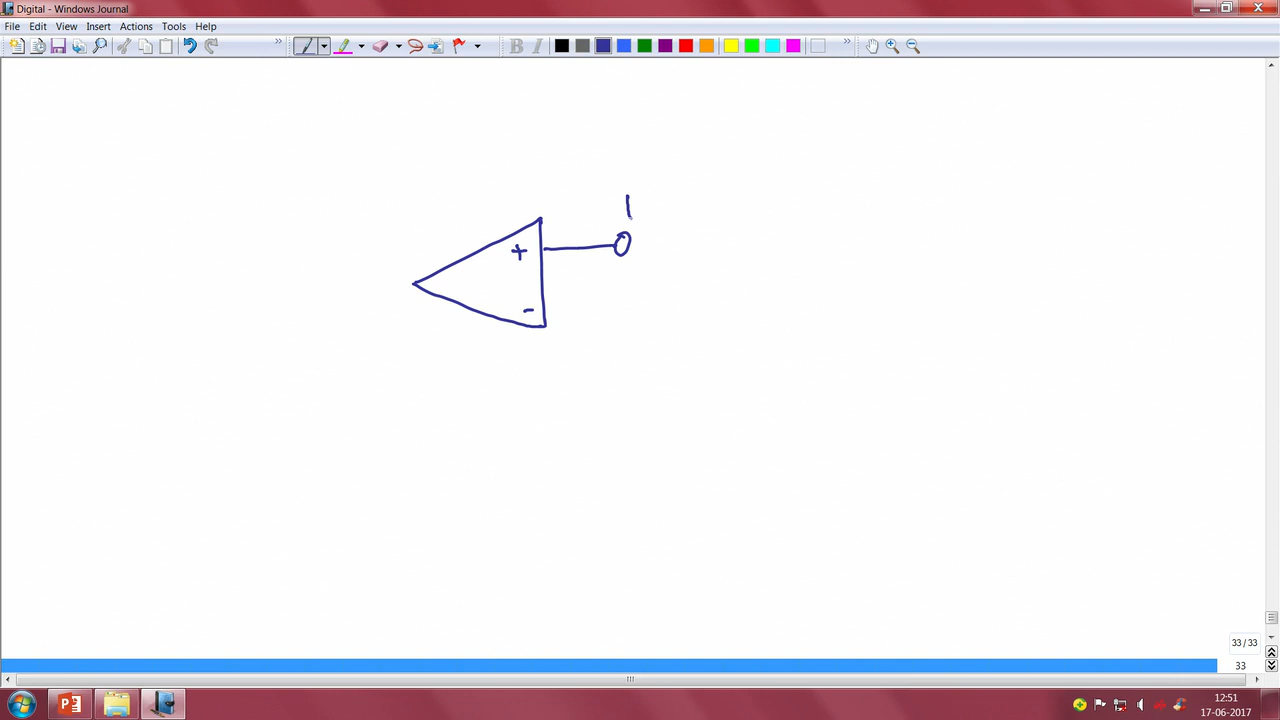 Digital - Windows Journal
File Edit View Insert Actions Tools Help
B I
1
+
-
33 / 33
33
12:51
17-06-2017